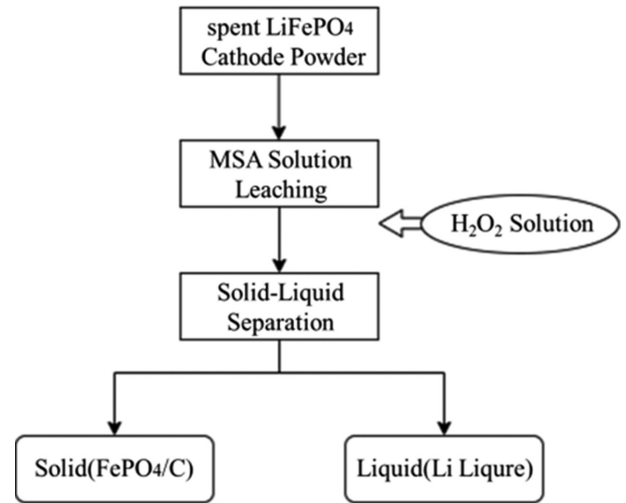 spent LiFePO4
Cathode Powder
MSA Solution
Leaching
H₂O₂ Solution
Solid-Liquid
Separation
Solid(FePO4/C)
Liquid(Li Liqure)